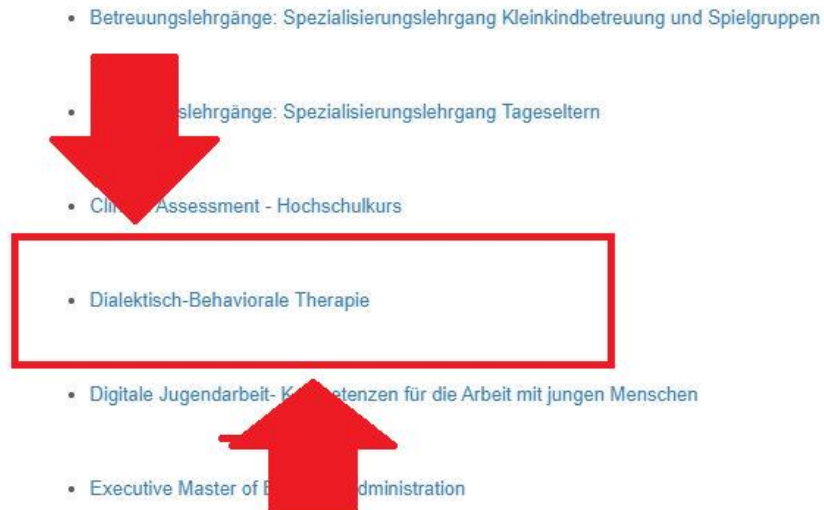 Betreuungslehrgänge: Spezialisierungslehrgang Kleinkindbetreuung und Spielgruppen
slehrgänge: Spezialisierungslehrgang Tageseltern
Assessment - Hochschulkurs
Dialektisch-Behaviorale Therapie
Digitale Jugendarbeit- für die Arbeit mit jungen Menschen
Executive Master of